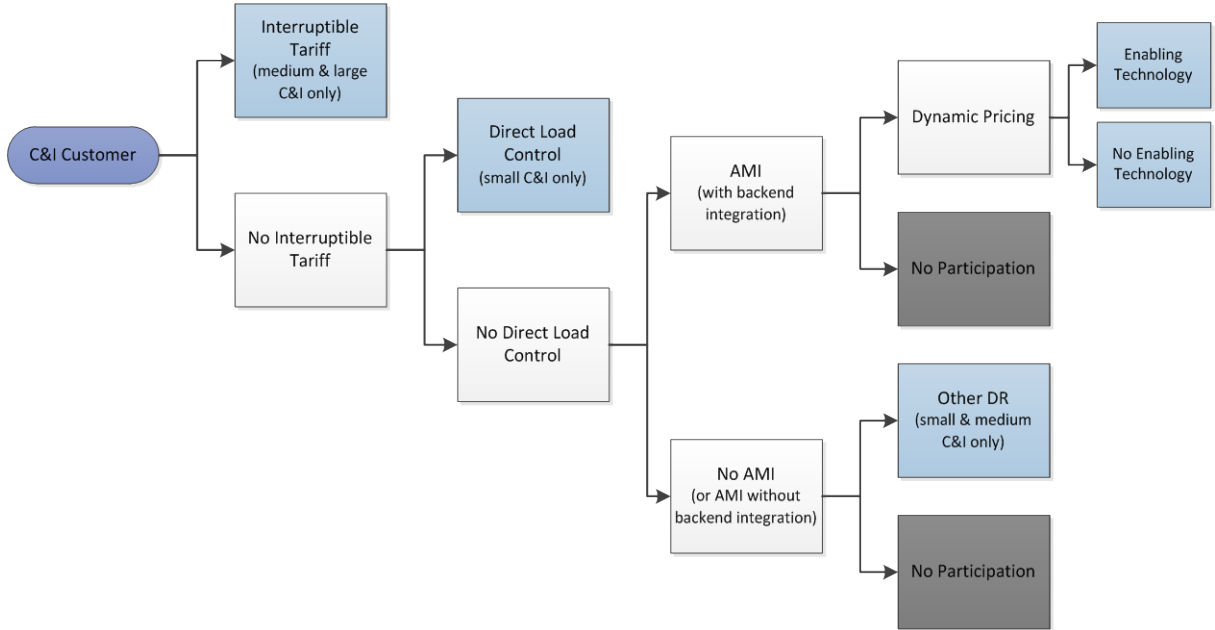 C&I Customer
Interruptible
Tariff
(medium & large
C&I only)
No Interruptible
Tariff
Direct Load
Control
(small C&I only)
No Direct Load
Control
AMI
(with backend
integration)
No AMI
(or AMI without
backend integration)
Dynamic Pricing
No Participation
Other DR
(small & medium
C&I only)
No Participation
Enabling
Technology
No Enabling
Technology